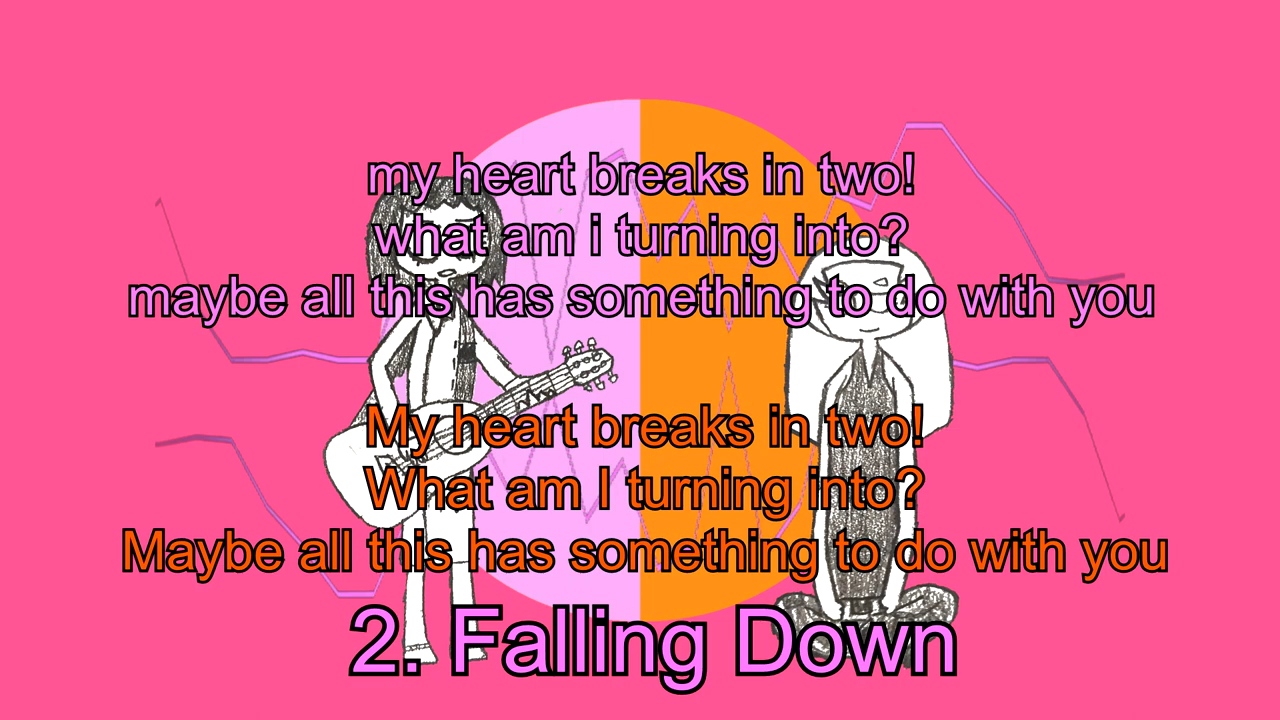 my heart breaks in two!
what am i turning into?
maybe all this has something to do with you
My heart breaks in two!
What am I turning into?
Maybe all this has something to do with you
2. Falling Down